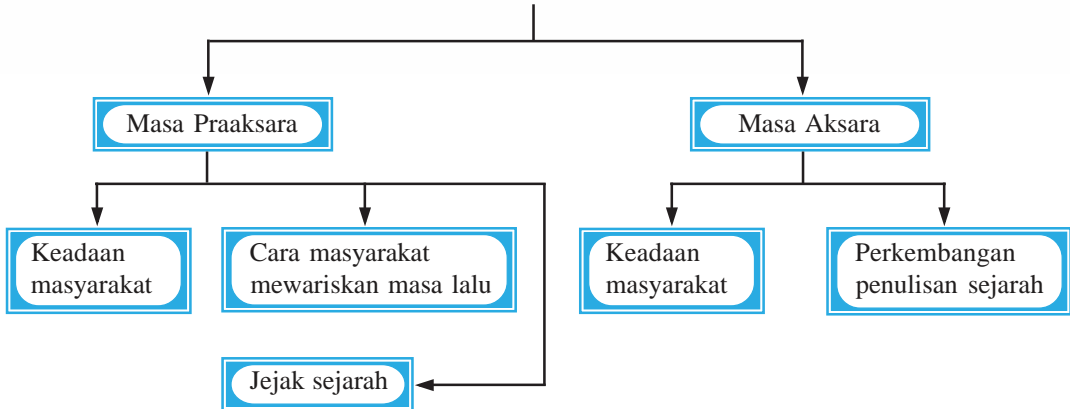 Masa Praaksara
Masa Aksara
Keadaan
masyarakat
Cara masyarakat
mewariskan masa lalu
Keadaan
masyarakat
Perkembangan
penulisan sejarah
Jejak sejarah